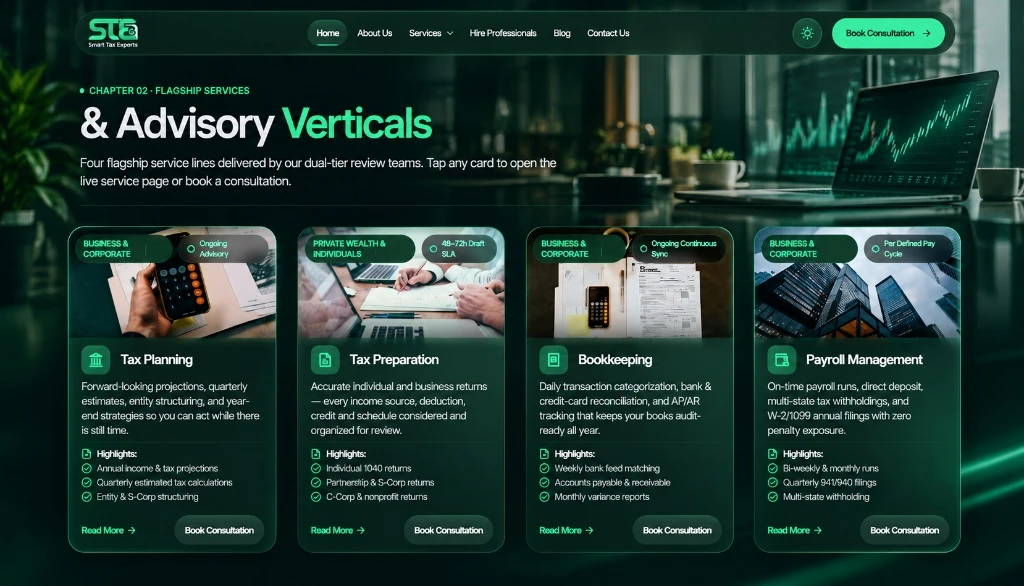 STE
Smart Tax Experts
Home
About Us
Services
Hire Professionals
Blog
Contact Us
Book Consultation →
CHAPTER 02 · FLAGSHIP SERVICES
& Advisory Verticals
Four flagship service lines delivered by our dual-tier review teams. Tap any card to open the
live service page or book a consultation.
BUSINESS &
CORPORATE
Ongoing
Advisory
Tax Planning
Forward-looking projections, quarterly
estimates, entity structuring, and year-
end strategies so you can act while there
is still time.
Highlights:
Annual income & tax projections
Quarterly estimated tax calculations
Entity & S-Corp structuring
Read More →
Book Consultation
PRIVATE WEALTH &
INDIVIDUALS
48–72h Draft
SLA
Tax Preparation
Accurate individual and business returns
— every income source, deduction,
credit and schedule considered and
organized for review.
Highlights:
Individual 1040 returns
Partnership & S-Corp returns
C-Corp & nonprofit returns
Read More →
Book Consultation
BUSINESS &
CORPORATE
Ongoing Continuous
Sync
Bookkeeping
Daily transaction categorization, bank &
credit-card reconciliation, and AP/AR
tracking that keeps your books audit-
ready all year.
Highlights:
Weekly bank feed matching
Accounts payable & receivable
Monthly variance reports
Read More →
Book Consultation
BUSINESS &
CORPORATE
Per Defined Pay
Cycle
Payroll Management
On-time payroll runs, direct deposit,
multi-state tax withholdings, and
W-2/1099 annual filings with zero
penalty exposure.
Highlights:
Bi-weekly & monthly runs
Quarterly 941/940 filings
Multi-state withholding
Read More →
Book Consultation